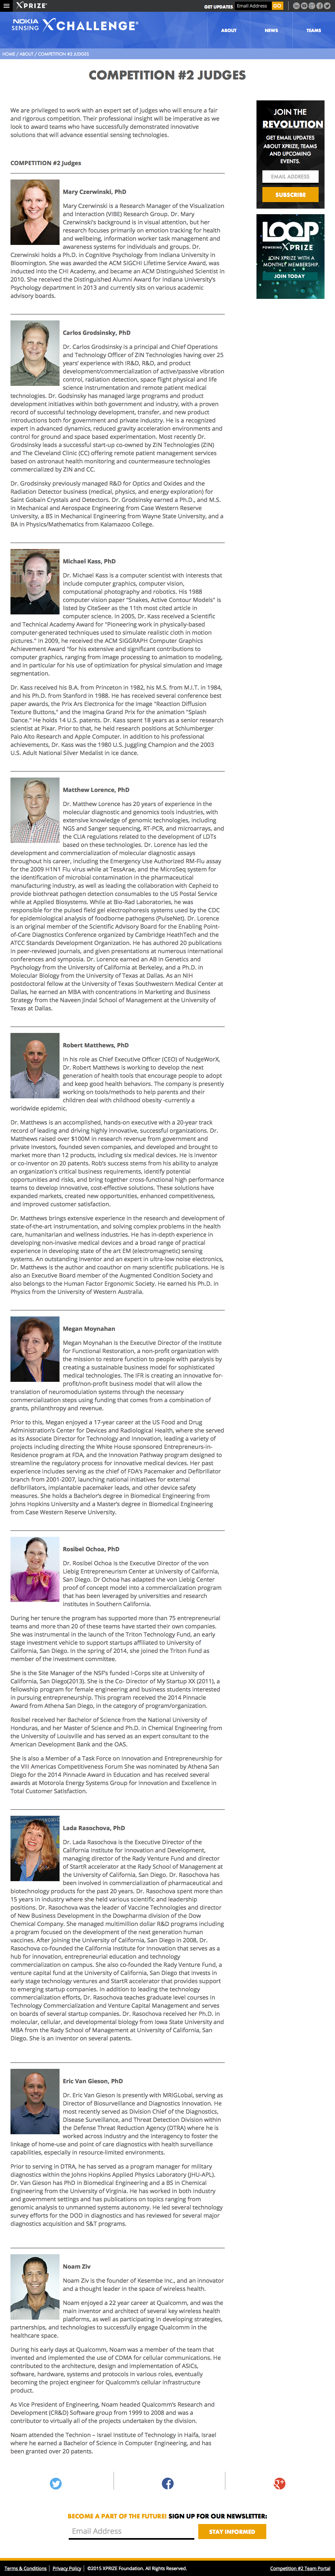 XPRIZE
GET UPDATES
Email Address
GO
NOKIA
SENSING XCHALLENGE
ABOUT
NEWS
TEAMS
HOME / ABOUT / COMPETITION #2 JUDGES
COMPETITION #2 JUDGES
We are privileged to work with an expert set of judges who will ensure a fair
and rigorous competition. Their professional insight will be imperative as we
look to award teams who have successfully demonstrated innovative
solutions that will advance essential sensing technologies.
COMPETITION #2 Judges
Mary Czerwinski, PhD
Mary Czerwinski is a Research Manager of the Visualization
and Interaction (VIBE) Research Group. Dr. Mary
Czerwinski's background is in visual attention, but her
research focuses primarily on emotion tracking for health
and wellbeing, information worker task management and
awareness systems for individuals and groups. Dr.
Czerwinski holds a Ph.D. in Cognitive Psychology from Indiana University in
Bloomington. She was awarded the ACM SIGCHI Lifetime Service Award, was
inducted into the CHI Academy, and became an ACM Distinguished Scientist in
2010. She received the Distinguished Alumni Award for Indiana University's
Psychology department in 2013 and currently sits on various academic
advisory boards.
Carlos Grodsinsky, PhD
Dr. Carlos Grodsinsky is a principal and Chief Operations
and Technology Officer of ZIN Technologies having over 25
years' experience with IR&D, R&D, and product
development/commercialization of active/passive vibration
control, radiation detection, space flight physical and life
science instrumentation and remote patient medical
technologies. Dr. Godsinsky has managed large programs and product
development initiatives within both government and industry, with a proven
record of successful technology development, transfer, and new product
introductions both for government and private industry. He is recognized
expert in advanced dynamics, reduced gravity acceleration environments and
control for ground and space based experimentation. Most recently Dr.
Grodsinsky leads a successful start-up co-owned by ZIN Technologies (ZIN)
and The Cleveland Clinic (CC) offering remote patient management services
based on astronaut health monitoring and countermeasure technologies
commercialized by ZIN and CC.
Dr. Grodsinsky previously managed R&D for Optics and Oxides and the
Radiation Detector business (medical, physics, and energy exploration) for
Saint Gobain Crystals and Detectors. Dr. Grodsinsky earned a Ph.D., and M.S.
in Mechanical and Aerospace Engineering from Case Western Reserve
University, a BS in Mechanical Engineering from Wayne State University, and a
BA in Physics/Mathematics from Kalamazoo College.
Michael Kass, PhD
Dr. Michael Kass is a computer scientist with interests that
include computer graphics, computer vision,
computational photography and robotics. His 1988
computer vision paper "Snakes, Active Contour Models" is
listed by CiteSeer as the 11th most cited article in
computer science. In 2005, Dr. Kass received a Scientific
and Technical Academy Award for "Pioneering work in physically-based
computer-generated techniques used to simulate realistic cloth in motion
pictures." In 2009, he received the ACM SIGGRAPH Computer Graphics
Achievement Award "for his extensive and significant contributions to
computer graphics, ranging from image processing to animation to modeling,
and in particular for his use of optimization for physical simulation and image
segmentation.
Dr. Kass received his B.A. from Princeton in 1982, his M.S. from M.I.T. in 1984,
and his Ph.D. from Stanford in 1988. He has received several conference best
paper awards, the Prix Ars Electronica for the image "Reaction Diffusion
Texture Buttons," and the Imagina Grand Prix for the animation "Splash
Dance." He holds 14 U.S. patents. Dr. Kass spent 18 years as a senior research
scientist at Pixar. Prior to that, he held research positions at Schlumberger
Palo Alto Research and Apple Computer. In addition to his professional
achievements, Dr. Kass was the 1980 U.S. Juggling Champion and the 2003
U.S. Adult National Silver Medalist in ice dance.
Matthew Lorence, PhD
Dr. Matthew Lorence has 20 years of experience in the
molecular diagnostic and genomics tools industries, with
extensive knowledge of genomic technologies, including
NGS and Sanger sequencing, RT-PCR, and microarrays, and
the CLIA regulations related to the development of LDTs
based on these technologies. Dr. Lorence has led the
development and commercialization of molecular diagnostic assays
throughout his career, including the Emergency Use Authorized RM-Flu assay
for the 2009 H1N1 Flu virus while at TessArae, and the MicroSeq system for
the identification of microbial contamination in the pharmaceutical
manufacturing industry, as well as leading the collaboration with Cepheid to
provide biothreat pathogen detection consumables to the US Postal Service
while at Applied Biosystems. While at Bio-Rad Laboratories, he was
responsible for the pulsed field gel electrophoresis systems used by the CDC
for epidemiological analysis of foodborne pathogens (PulseNet). Dr. Lorence
is an original member of the Scientific Advisory Board for the Enabling Point-
of-Care Diagnostics Conference organized by Cambridge HeathTech and the
ATCC Standards Development Organization. He has authored 20 publications
in peer-reviewed journals, and given presentations at numerous international
conferences and symposia. Dr. Lorence earned an AB in Genetics and
Psychology from the University of California at Berkeley, and a Ph.D. in
Molecular Biology from the University of Texas at Dallas. As an NIH
postdoctoral fellow at the University of Texas Southwestern Medical Center at
Dallas, he earned an MBA with concentrations in Marketing and Business
Strategy from the Naveen Jindal School of Management at the University of
Texas at Dallas.
Robert Matthews, PhD
In his role as Chief Executive Officer (CEO) of NudgeWorX,
Dr. Robert Matthews is working to develop the next
generation of health tools that encourage people to adopt
and keep good health behaviors. The company is presently
working on tools/methods to help parents and their
children deal with childhood obesity -currently a
worldwide epidemic.
Dr. Matthews is an accomplished, hands-on executive with a 20-year track
record of leading and driving highly innovative, successful organizations. Dr.
Matthews raised over $100M in research revenue from government and
private investors, founded seven companies, and developed or brought to
market more than 12 products, including six medical devices. He is inventor
or co-inventor on 20 patents. Rob's success stems from his ability to analyze
an organization's critical business requirements, identify potential
opportunities and risks, and bring together cross-functional high performance
teams to develop innovative, cost-effective solutions. These solutions have
expanded markets, created new opportunities, enhanced competitiveness,
and improved customer satisfaction.
Dr. Matthews brings extensive experience in the research and development of
state-of-the-art instrumentation, and solving complex problems in the health
care, humanitarian and wellness industries. He has in-depth experience in
developing non-invasive medical devices and a broad range of practical
experience in developing state of the art EM (electromagnetic) sensing
systems. An outstanding inventor and an expert in ultra-low noise electronics,
Dr. Matthews is the author and coauthor on many scientific publications. He is
also an Executive Board member of the Augmented Condition Society and
also belongs to the Human Factor Ergonomic Society. He earned his Ph.D. in
Physics from the University of Western Australia.
Megan Moynahan
Megan Moynahan is the Executive Director of the Institute
for Functional Restoration, a non-profit organization with
the mission to restore function to people with paralysis by
creating a sustainable business model for sophisticated
medical technologies. The IFR is creating an innovative for-
profit/non-profit business model that will allow the
translation of neuromodulation systems through the necessary
commercialization steps using funding that comes from a combination of
grants, philanthropy and revenue.
Prior to this, Megan enjoyed a 17-year career at the US Food and Drug
Administration's Center for Devices and Radiological Health, where she served
as its Associate Director for Technology and Innovation, leading a variety of
projects including directing the White House sponsored Entrepreneurs-In-
Residence program at FDA, and the Innovation Pathway program designed to
streamline the regulatory process for innovative medical devices. Her past
experience includes serving as the chief of FDA's Pacemaker and Defibrillator
branch from 2001-2007, launching national initiatives for external
defibrillators, implantable pacemaker leads, and other device safety
measures. She holds a Bachelor's degree in Biomedical Engineering from
Johns Hopkins University and a Master's degree in Biomedical Engineering
from Case Western Reserve University.
Rosibel Ochoa, PhD
Dr. Rosibel Ochoa is the Executive Director of the von
Liebig Entrepreneurism Center at University of California,
San Diego. Dr Ochoa has adapted the von Liebig Center
proof of concept model into a commercialization program
that has been leveraged by universities and research
institutes in Southern California.
During her tenure the program has supported more than 75 entrepreneurial
teams and more than 20 of these teams have started their own companies.
She was instrumental in the launch of the Triton Technology Fund, an early
stage investment vehicle to support startups affiliated to University of
California, San Diego. In the spring of 2014, she joined the Triton Fund as
member of the investment committee.
She is the Site Manager of the NSF's funded I-Corps site at University of
California, San Diego(2013). She is the Co- Director of My Startup XX (2011), a
fellowship program for female engineering and business students interested
in pursuing entrepreneurship. This program received the 2014 Pinnacle
Award from Athena San Diego, in the category of program/organization.
Rosibel received her Bachelor of Science from the National University of
Honduras, and her Master of Science and Ph.D. in Chemical Engineering from
the University of Louisville and has served as an expert consultant to the
American Development Bank and the OAS.
She is also a Member of a Task Force on Innovation and Entrepreneurship for
the VIII Americas Competitiveness Forum She was nominated by Athena San
Diego for the 2014 Pinnacle Award in Education and has received several
awards at Motorola Energy Systems Group for Innovation and Excellence in
Total Customer Satisfaction.
Lada Rasochova, PhD
Dr. Lada Rasochova is the Executive Director of the
California Institute for Innovation and Development,
managing director of the Rady Venture Fund and director
of StartR accelerator at the Rady School of Management at
the University of California, San Diego. Dr. Rasochova has
been involved in commercialization of pharmaceutical and
biotechnology products for the past 20 years. Dr. Rasochova spent more than
15 years in industry where she held various scientific and leadership
positions. Dr. Rasochova was the leader of Vaccine Technologies and director
of New Business Development in the Dowpharma division of the Dow
Chemical Company. She managed multimillion dollar R&D programs including
a program focused on the development of the next generation human
vaccines. After joining the University of California, San Diego in 2008, Dr.
Rasochova co-founded the California Institute for Innovation that serves as a
hub for innovation, entrepreneurial education and technology
commercialization on campus. She also co-founded the Rady Venture Fund, a
venture capital fund at the University of California, San Diego that invests in
early stage technology ventures and StartR accelerator that provides support
to emerging startup companies. In addition to leading the technology
commercialization efforts, Dr. Rasochova teaches graduate level courses in
Technology Commercialization and Venture Capital Management and serves
on boards of several startup companies. Dr. Rasochova received her Ph.D. in
molecular, cellular, and developmental biology from Iowa State University and
MBA from the Rady School of Management at University of California, San
Diego. She is an inventor on several patents.
Eric Van Gieson, PhD
Dr. Eric Van Gieson is presently with MRIGLobal, serving as
Director of Biosurveillance and Diagnostics Innovation. He
most recently served as Division Chief of the Diagnostics,
Disease Surveillance, and Threat Detection Division within
the Defense Threat Reduction Agency (DTRA) where he is
worked across industry and the interagency to foster the
linkage of home-use and point of care diagnostics with health surveillance
capabilities, especially in resource-limited environments.
Prior to serving in DTRA, he has served as a program manager for military
diagnostics within the Johns Hopkins Applied Physics Laboratory (JHU-APL).
Dr. Van Gieson has PhD in Biomedical Engineering and a BS in Chemical
Engineering from the University of Virginia. He has worked in both industry
and government settings and has publications on topics ranging from
genomic analysis to unmanned systems autonomy. He led several technology
survey efforts for the DOD in diagnostics and has reviewed for several major
diagnostics acquisition and S&T programs.
Noam Ziv
Noam Ziv is the founder of Kesembe Inc., and an innovator
and a thought leader in the space of wireless health.
Noam enjoyed a 22 year career at Qualcomm, and was the
main inventor and architect of several key wireless health
platforms, as well as participating in developing strategies,
partnerships, and technologies to successfully engage Qualcomm in the
healthcare space.
During his early days at Qualcomm, Noam was a member of the team that
invented and implemented the use of CDMA for cellular communications. He
contributed to the architecture, design and implementation of ASICs,
software, hardware, systems and protocols in various roles, eventually
becoming the project engineer for Qualcomm's cellular infrastructure
product.
As Vice President of Engineering, Noam headed Qualcomm's Research and
Development (CR&D) Software group from 1999 to 2008 and was a
contributor to virtually all of the projects undertaken by the division.
Noam attended the Technion – Israel Institute of Technology in Haifa, Israel
where he earned a Bachelor of Science in Computer Engineering, and has
been granted over 20 patents.
JOIN THE
REVOLUTION
GET EMAIL UPDATES
ABOUT XPRIZE, TEAMS
AND UPCOMING
EVENTS.
EMAIL ADDRESS
SUBSCRIBE
LOOP
POWERING XPRIZE
JOIN XPRIZE WITH A
MONTHLY MEMBERSHIP.
JOIN TODAY
BECOME A PART OF THE FUTURE! SIGN UP FOR OUR NEWSLETTER:
Email Address
STAY INFORMED
Terms & Conditions | Privacy Policy | ©2015 XPRIZE Foundation. All Rights Reserved.
Competition #2 Team Portal